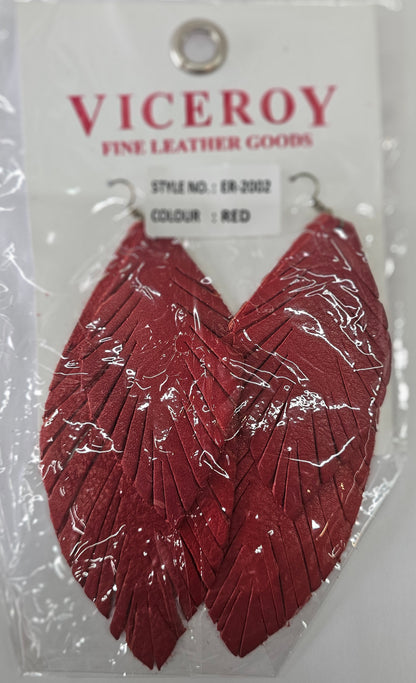 VICEROY
FINE LEATHER GOODS
STYLE NO.: ER-2002
COLOUR : RED